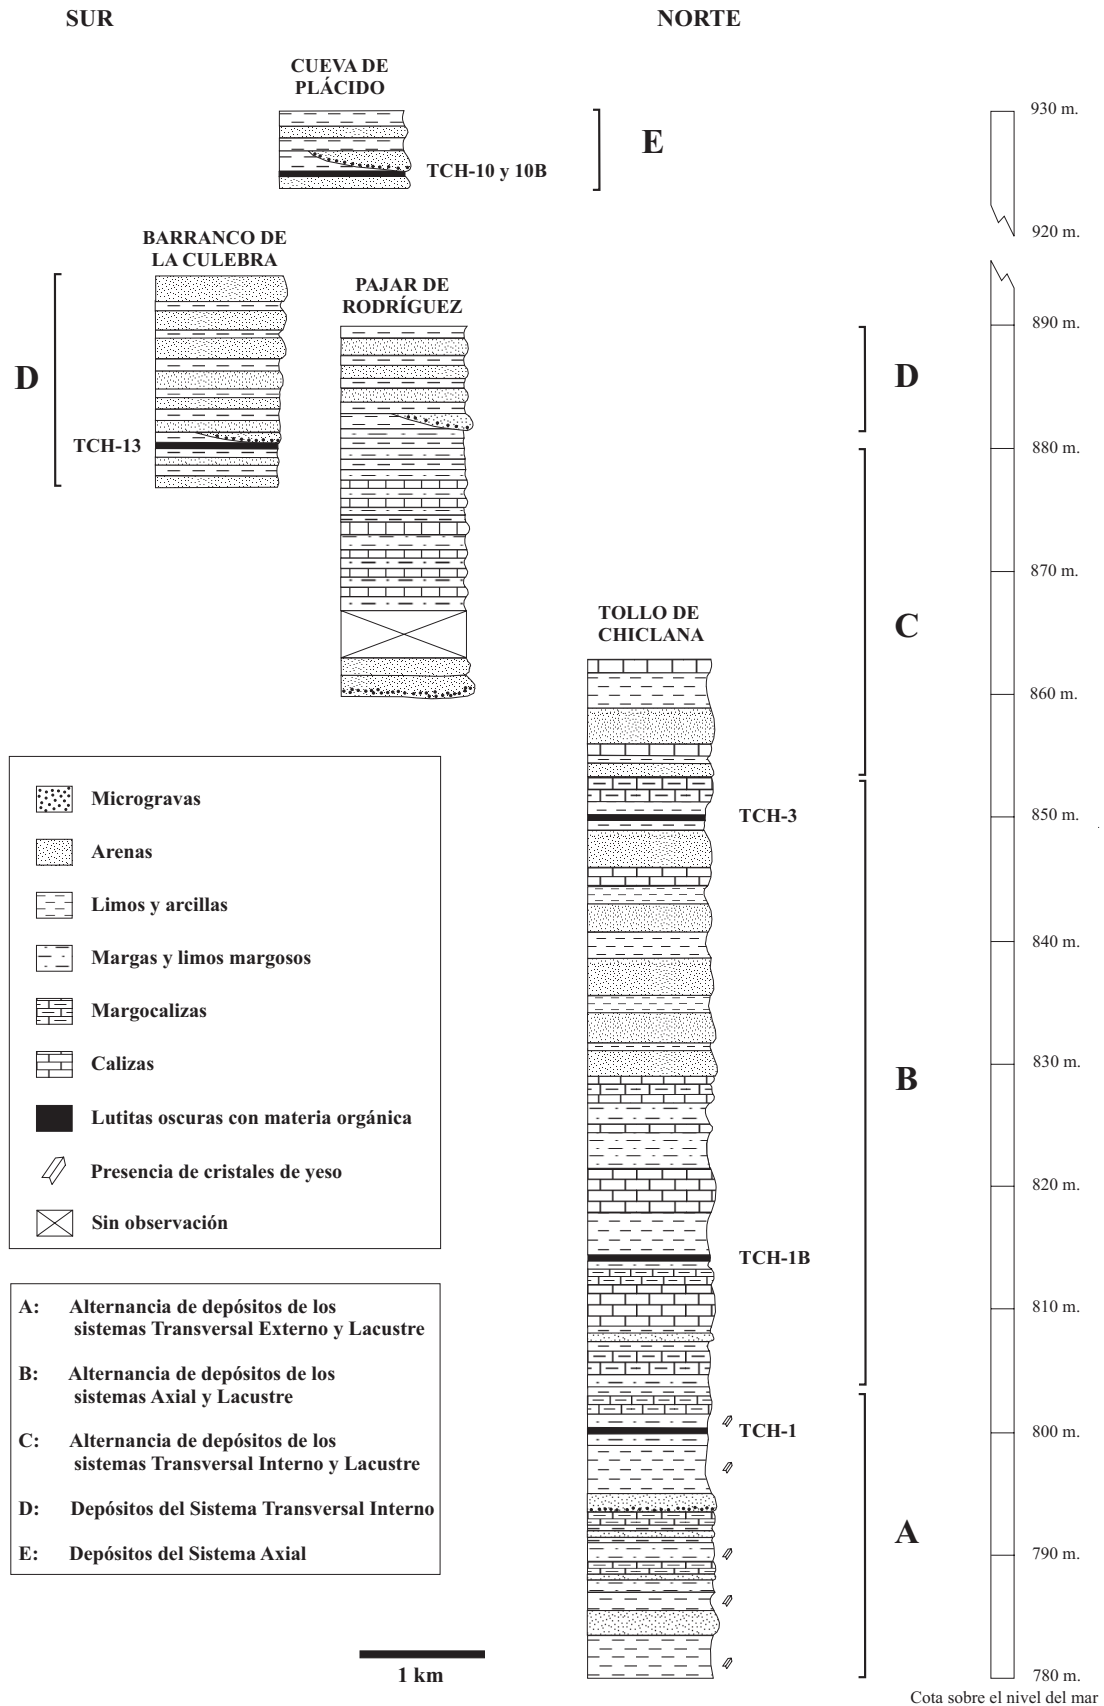 SUR
NORTE
CUEVA DE
PLÁCIDO
TCH-10 y 10B
E
930 m.
920 m.
BARRANCO DE
LA CULEBRA
D
TCH-13
PAJAR DE
RODRÍGUEZ
D
890 m.
880 m.
870 m.
C
TOLLO DE
CHICLANA
860 m.
TCH-3
850 m.
840 m.
830 m.
B
820 m.
TCH-1B
810 m.
TCH-1
800 m.
A
790 m.
780 m.
Microgravas
Arenas
Limos y arcillas
Margas y limos margosos
Margocalizas
Calizas
Lutitas oscuras con materia orgánica
Presencia de cristales de yeso
Sin observación
A: Alternancia de depósitos de los
sistemas Transversal Externo y Lacustre
B: Alternancia de depósitos de los
sistemas Axial y Lacustre
C: Alternancia de depósitos de los
sistemas Transversal Interno y Lacustre
D: Depósitos del Sistema Transversal Interno
E: Depósitos del Sistema Axial
1 km
Cota sobre el nivel del mar